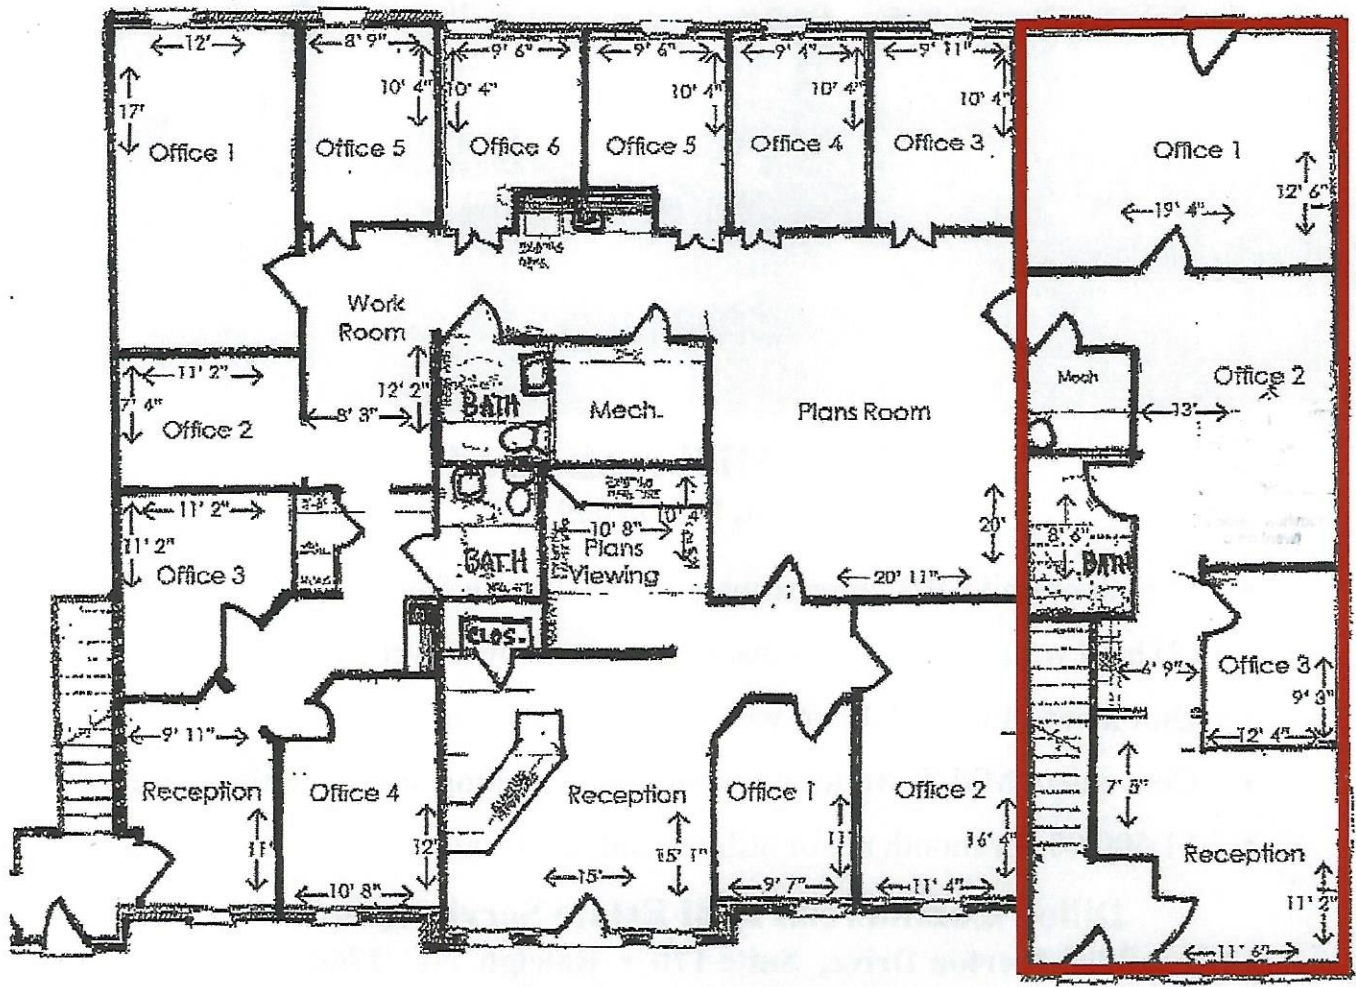 12'
8' 9"
9' 6"
9' 6"
9' 4"
9' 11"
17'
10' 4"
10' 4"
10' 4"
10' 4"
10' 4"
Office 1
Office 5
Office 6
Office 5
Office 4
Office 3
Office 1
12' 6"
19' 4"
Work
Room
11' 2"
7' 4"
Office 2
8' 3"
12' 2"
BATH
Mech.
Plans Room
Mech
Office 2
13'
11' 2"
11' 2"
Office 3
BATH
10' 8"
10' 4"
Plans
Viewing
20'
20' 11"
8' 6"
BATH
CLOS.
6' 9"
Office 3
9' 3"
12' 4"
9' 11"
Reception
11'
Office 4
12'
10' 8"
Reception
15' 1"
15'
Office 1
11'
9' 7"
Office 2
16' 4"
11' 4"
Reception
11' 2"
11' 6"